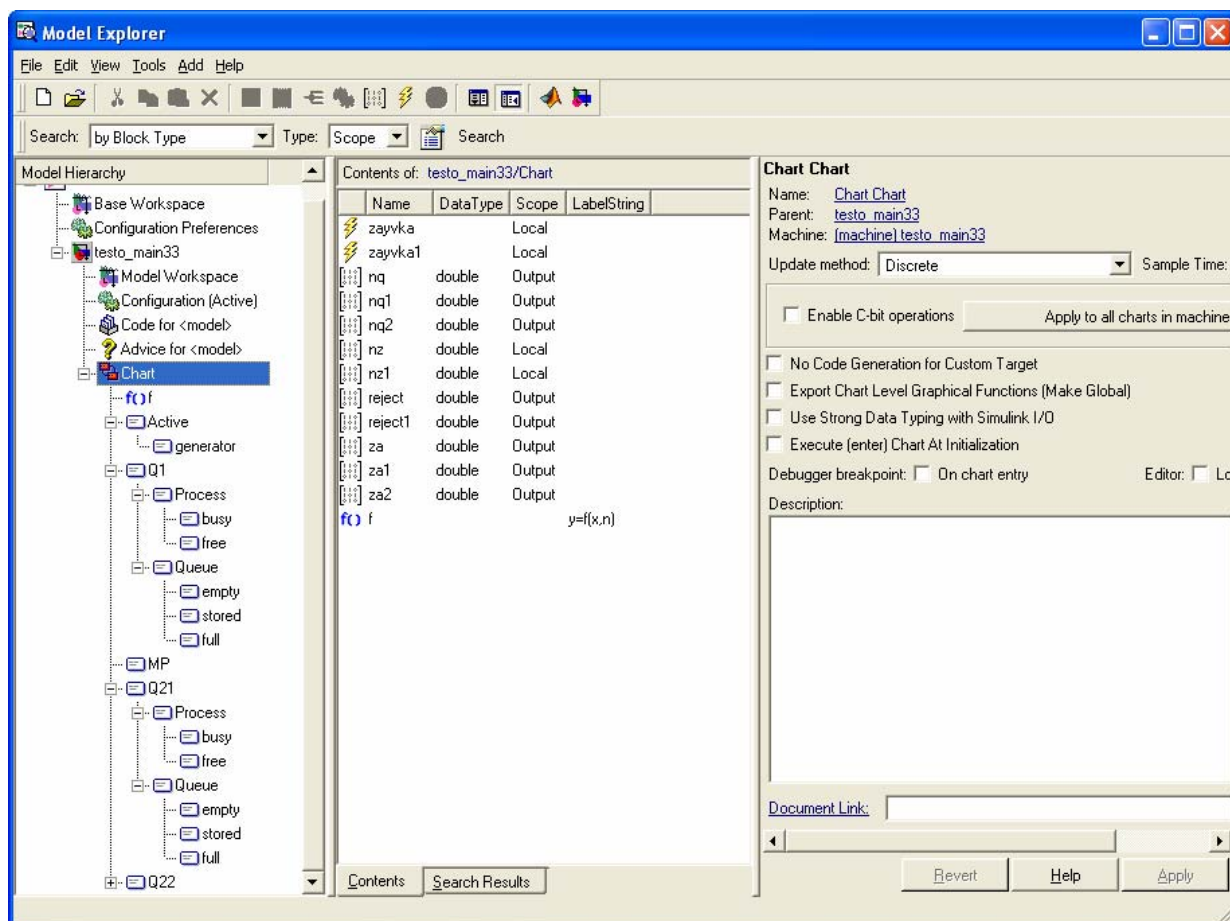 Model Explorer
File Edit View Tools Add Help
Search: by Block Type Type: Scope Search
Model Hierarchy
Base Workspace
Configuration Preferences
testo_main33
Model Workspace
Configuration (Active)
Code for <model>
Advice for <model>
Chart
f() f
Active
generator
Q1
Process
busy
free
Queue
empty
stored
full
MP
Q21
Process
busy
free
Queue
empty
stored
full
Q22
Contents of: testo_main33/Chart
Name DataType Scope LabelString
zayvka Local
zayvka1 Local
nq double Output
nq1 double Output
nq2 double Output
nz double Local
nz1 double Local
reject double Output
reject1 double Output
za double Output
za1 double Output
za2 double Output
f() f y=f(x,n)
Contents Search Results
Chart Chart
Name: Chart Chart
Parent: testo_main33
Machine: (machine) testo_main33
Update method: Discrete Sample Time:
Enable C-bit operations Apply to all charts in machine
No Code Generation for Custom Target
Export Chart Level Graphical Functions (Make Global)
Use Strong Data Typing with Simulink I/O
Execute (enter) Chart At Initialization
Debugger breakpoint: On chart entry Editor: Lo
Description:
Document Link:
Revert Help Apply